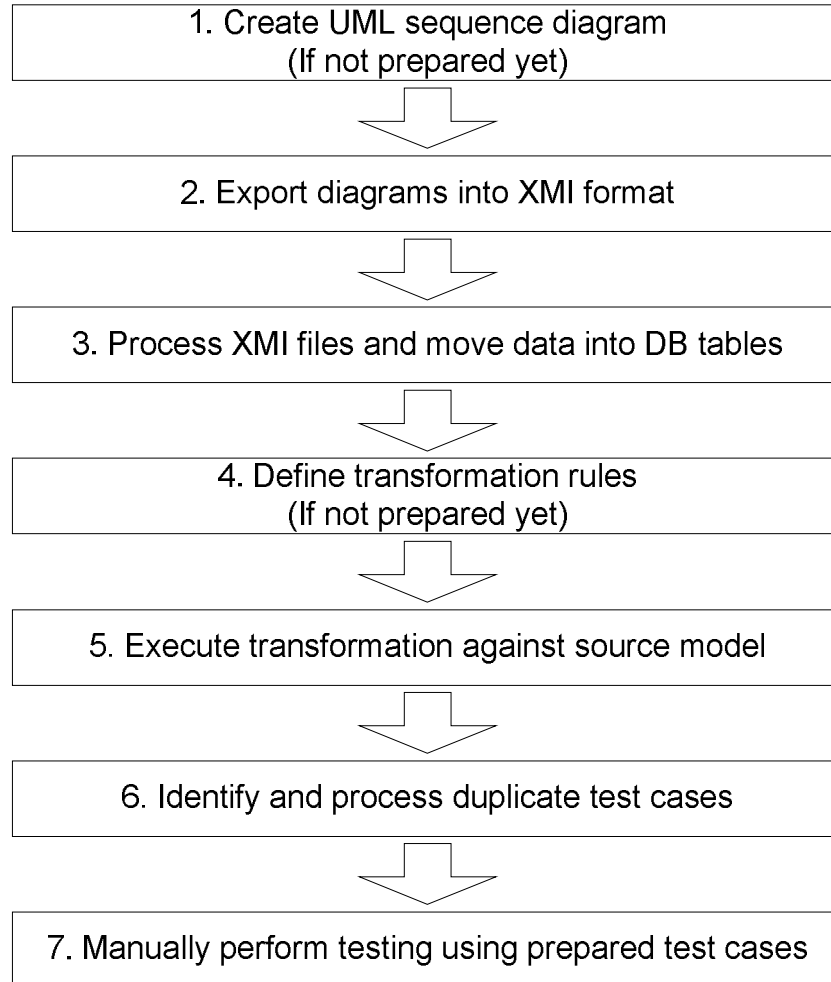 1. Create UML sequence diagram
(If not prepared yet)
2. Export diagrams into XMI format
3. Process XMI files and move data into DB tables
4. Define transformation rules
(If not prepared yet)
5. Execute transformation against source model
6. Identify and process duplicate test cases
7. Manually perform testing using prepared test cases